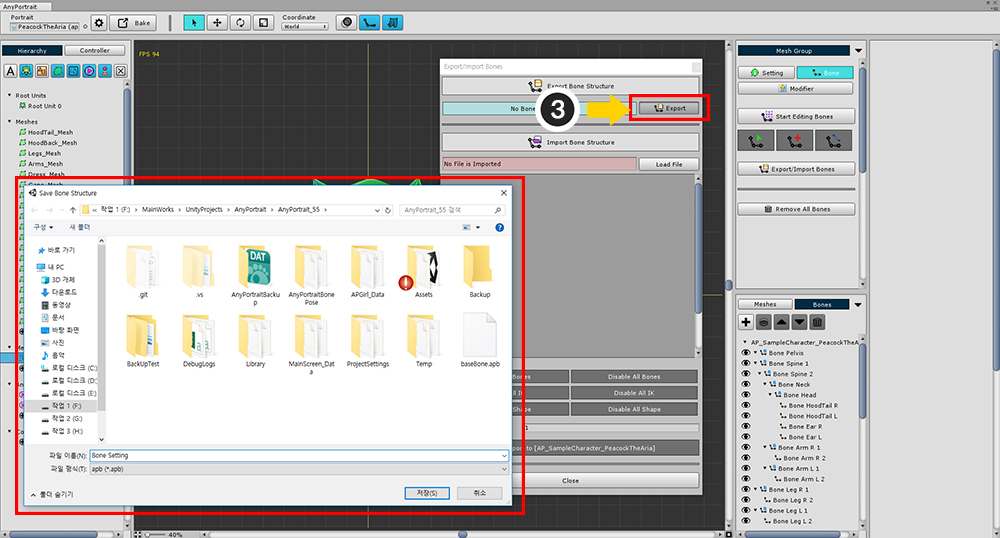 AnyPortrait
Portrait
PeacockTheAria (ap
Bake
Coordinate
World
Hierarchy
Controller
FPS 94
Root Units
Root Unit 0
Meshes
HoodTail_Mesh
HoodBack_Mesh
Legs_Mesh
Arms_Mesh
Dress_Mesh
Export/Import Bones
Export Bone Structure
No Bone
3
Export
Import Bone Structure
No File is Imported
Load File
Save Bone Structure
작업 1 (F:) › MainWorks › UnityProjects › AnyPortrait › AnyPortrait_55
AnyPortrait_55 검색
구성
새 폴더
바로 가기
내 PC
3D 개체
다운로드
동영상
문서
바탕 화면
사진
음악
로컬 디스크 (C:
로컬 디스크 (D:
로컬 디스크 (E:
작업 1 (F:)
작업 2 (G:)
작업 3 (H:)
.git
.vs
DAT
AnyPortraitBackup
AnyPortraitBonePose
APGirl_Data
Assets
Backup
BackUpTest
DebugLogs
Library
MainScreen_Data
ProjectSettings
Temp
baseBone.apb
파일 이름(N):
Bone Setting
파일 형식(T):
apb (*.apb)
폴더 숨기기
저장(S)
취소
Bones
Disable All Bones
IK
Disable All IK
Shape
Disable All Shape
1
to [AP_SampleCharacter_PeacockTheAria]
Close
40%
Mesh Group
Setting
Bone
Modifier
Start Editing Bones
Export/Import Bones
Remove All Bones
Meshes
Bones
AP_SampleCharacter_PeacockTh
Bone Pelvis
Bone Spine 1
Bone Spine 2
Bone Neck
Bone Head
Bone HoodTail R
Bone HoodTail L
Bone Ear R
Bone Ear L
Bone Arm R 1
Bone Arm R 2
Bone Arm L 1
Bone Arm L 2
Bone Leg R 1
Bone Leg R 2
Bone Leg L 1
Bone Leg L 2